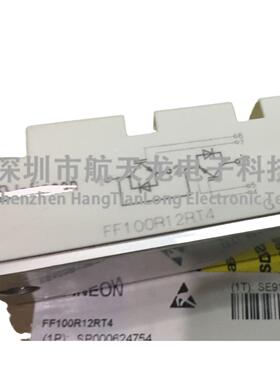 深圳市航天龙电子科技
Shenzhen HangTianLong Electronic Tec
FF100R12RT4
INEON
(1T): SE9
FF100R12RT4
(1P): SP000624754